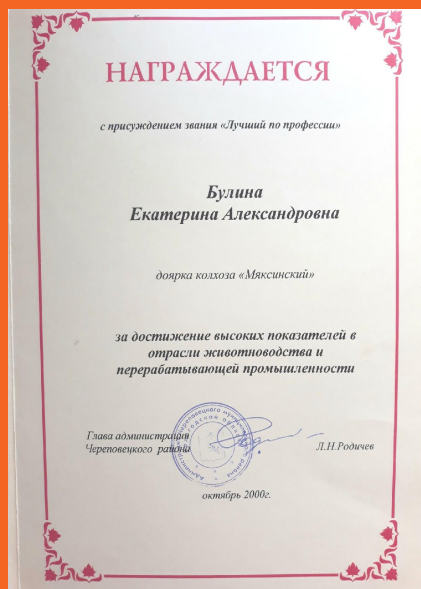 НАГРАЖДАЕТСЯ
с присуждением звания «Лучший по профессии»
Булина
Екатерина Александровна
доярка колхоза «Мяксинский»
за достижение высоких показателей в
отрасли животноводства и
перерабатывающей промышленности
Глава администрации
Череповецкого района
Л.Н.Родичев
октябрь 2000г.